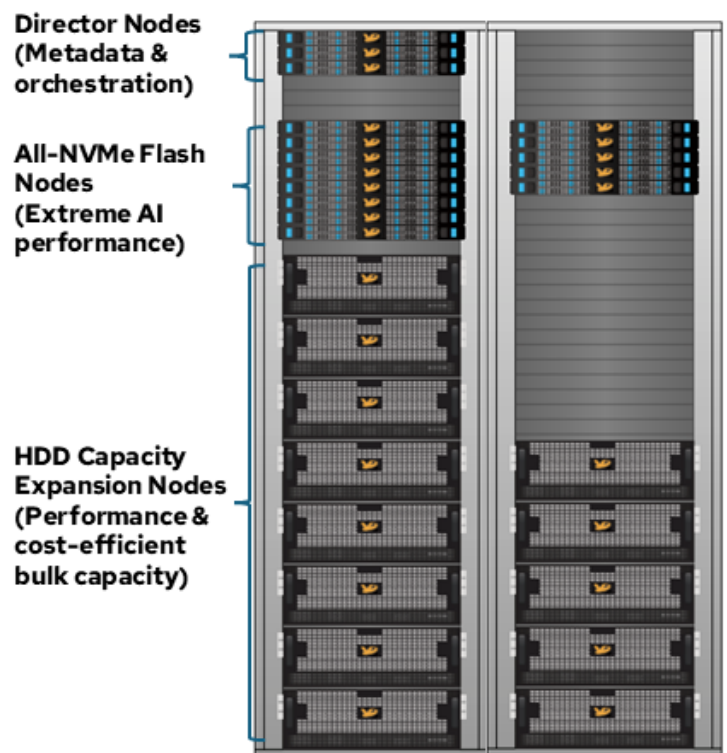 Director Nodes
(Metadata &
orchestration)
All-NVMe Flash
Nodes
(Extreme AI
performance)
HDD Capacity
Expansion Nodes
(Performance &
cost-efficient
bulk capacity)